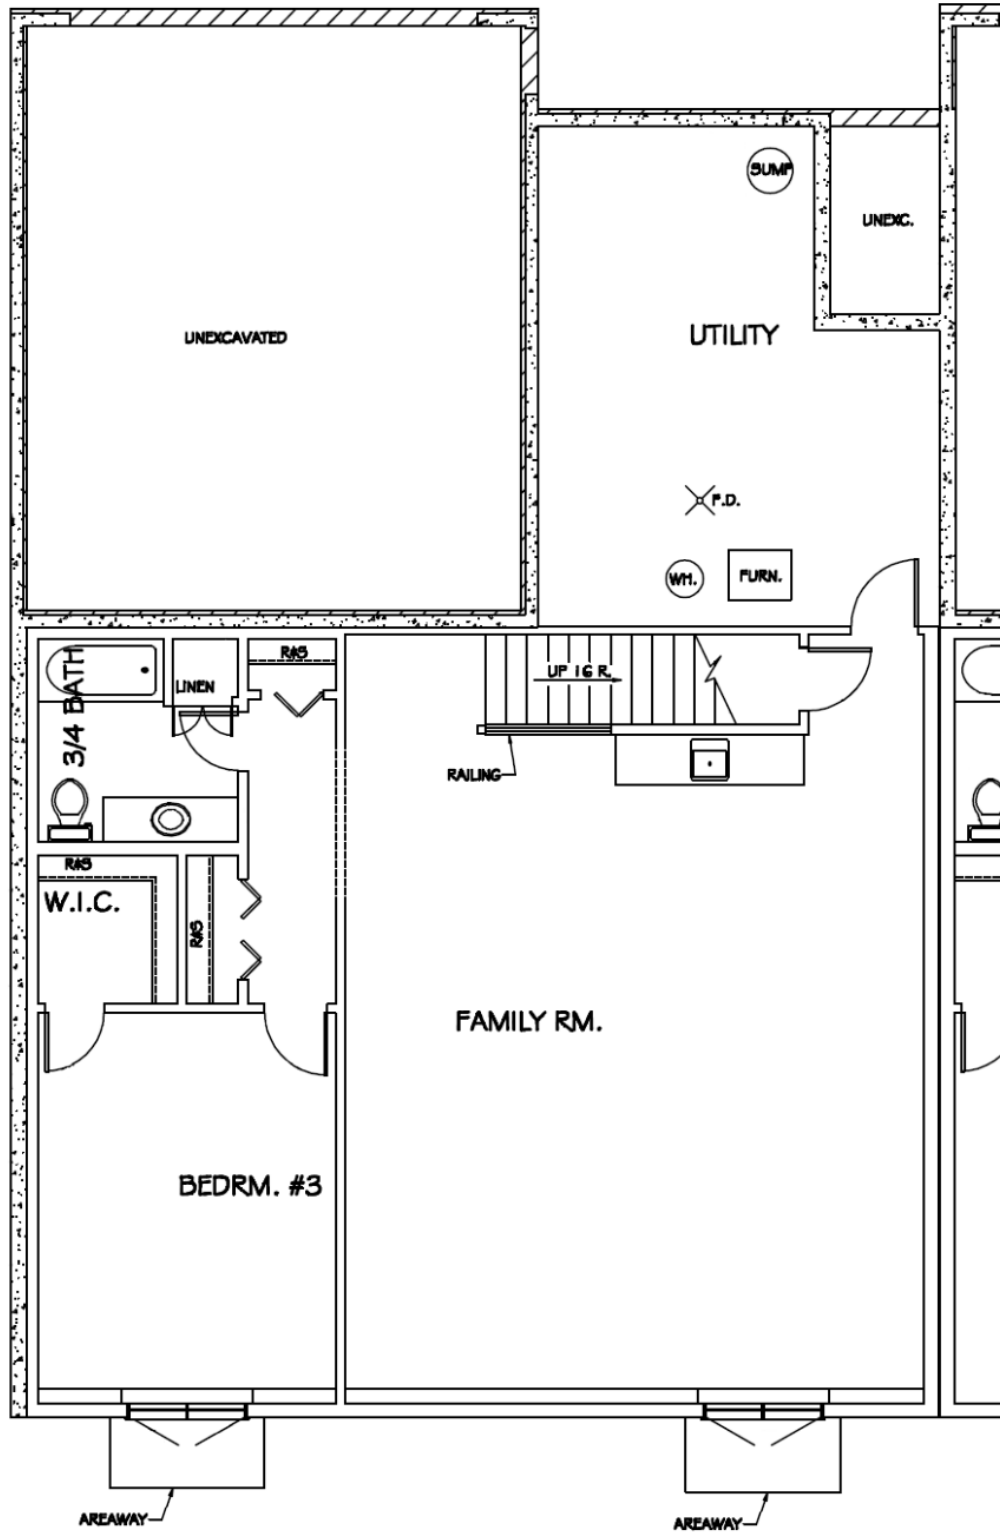 SUMP
UNEXC.
UNEXCAVATED
UTILITY
F.D.
WH.
FURN.
R&S
UP 16 R.
LINEN
3/4 BATH
RAILING
R&S
W.I.C.
R&S
FAMILY RM.
BEDRM. #3
AREAWAY
AREAWAY